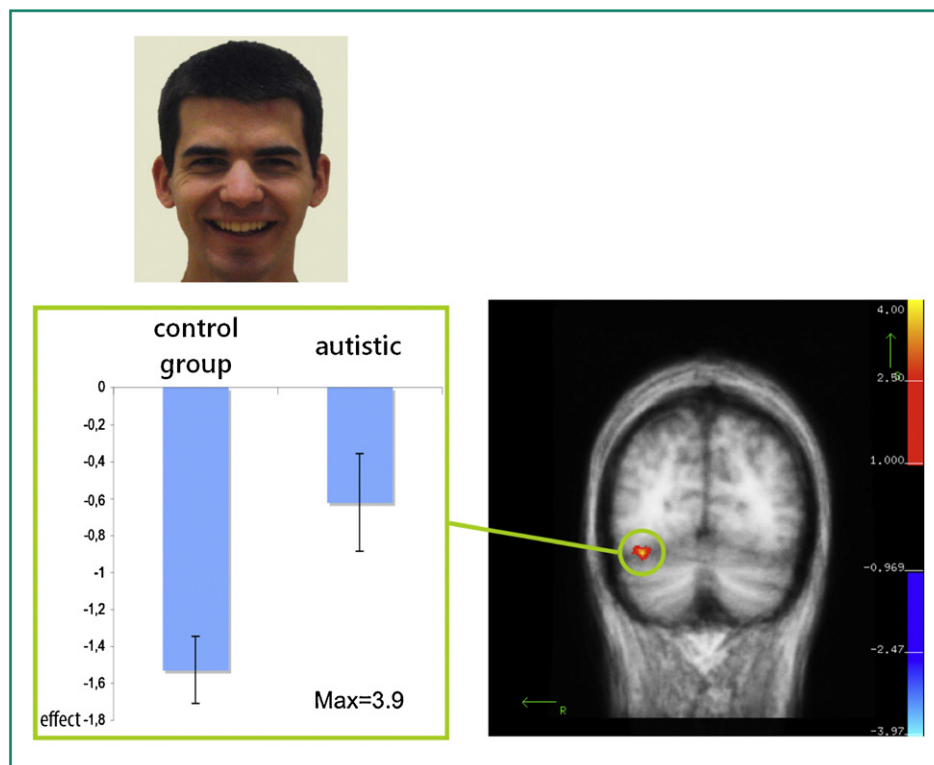 control
group
autistic
0
-0,2
-0,4
-0,6
-0,8
-1
-1,2
-1,4
-1,6
-1,8
effect
Max=3.9
4.00
2.50
1.000
-0.969
-2.47
-3.97
R